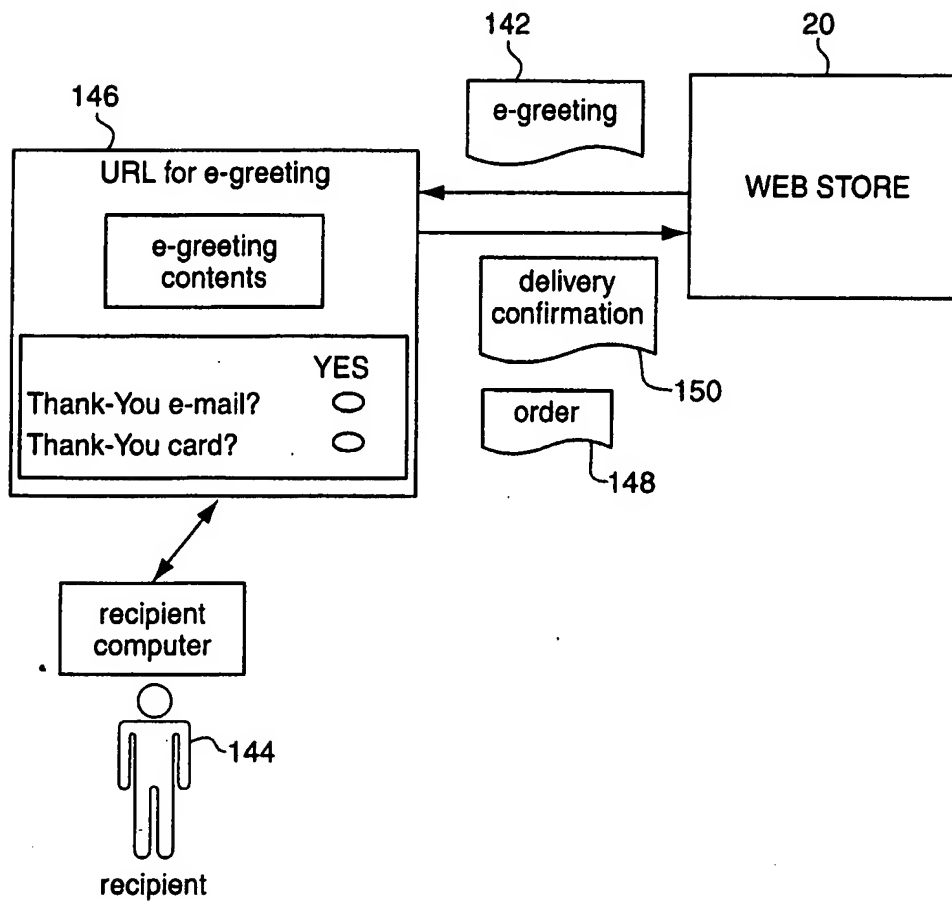 142
20
146
e-greeting
URL for e-greeting
WEB STORE
e-greeting
contents
delivery
confirmation
YES
150
Thank-You e-mail?
order
Thank-You card?
148
recipient
computer
144
recipient